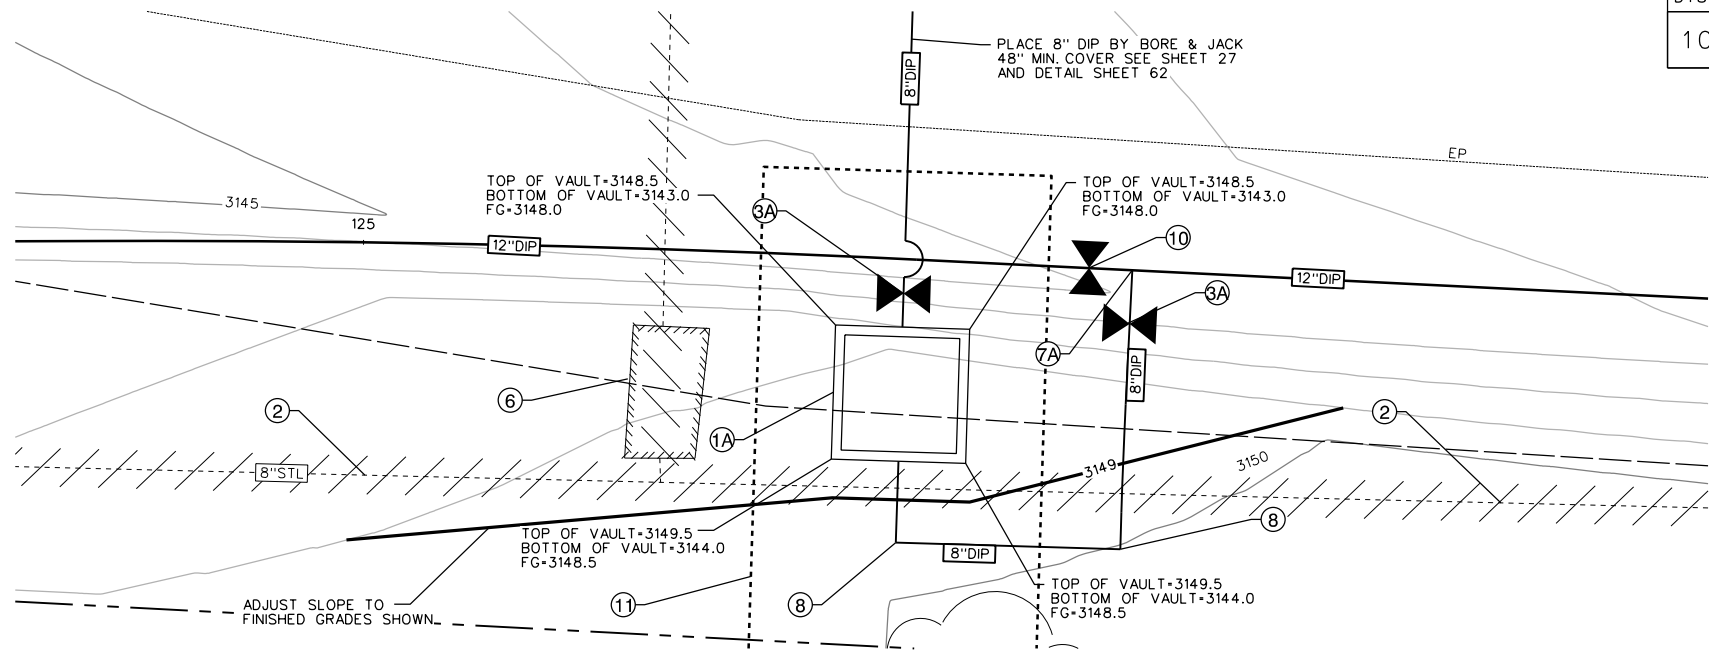 10
PLACE 8" DIP BY BORE & JACK
48" MIN. COVER SEE SHEET 27
AND DETAIL SHEET 62
8"DIP
EP
TOP OF VAULT=3148.5
BOTTOM OF VAULT=3143.0
FG=3148.0
TOP OF VAULT=3148.5
BOTTOM OF VAULT=3143.0
FG=3148.0
3145
125
3A
10
12"DIP
12"DIP
3A
7A
8"DIP
6
2
2
1A
8"STL
3149
3150
8
TOP OF VAULT=3149.5
BOTTOM OF VAULT=3144.0
FG=3148.5
8"DIP
TOP OF VAULT=3149.5
BOTTOM OF VAULT=3144.0
FG=3148.5
ADJUST SLOPE TO
FINISHED GRADES SHOWN
11
8